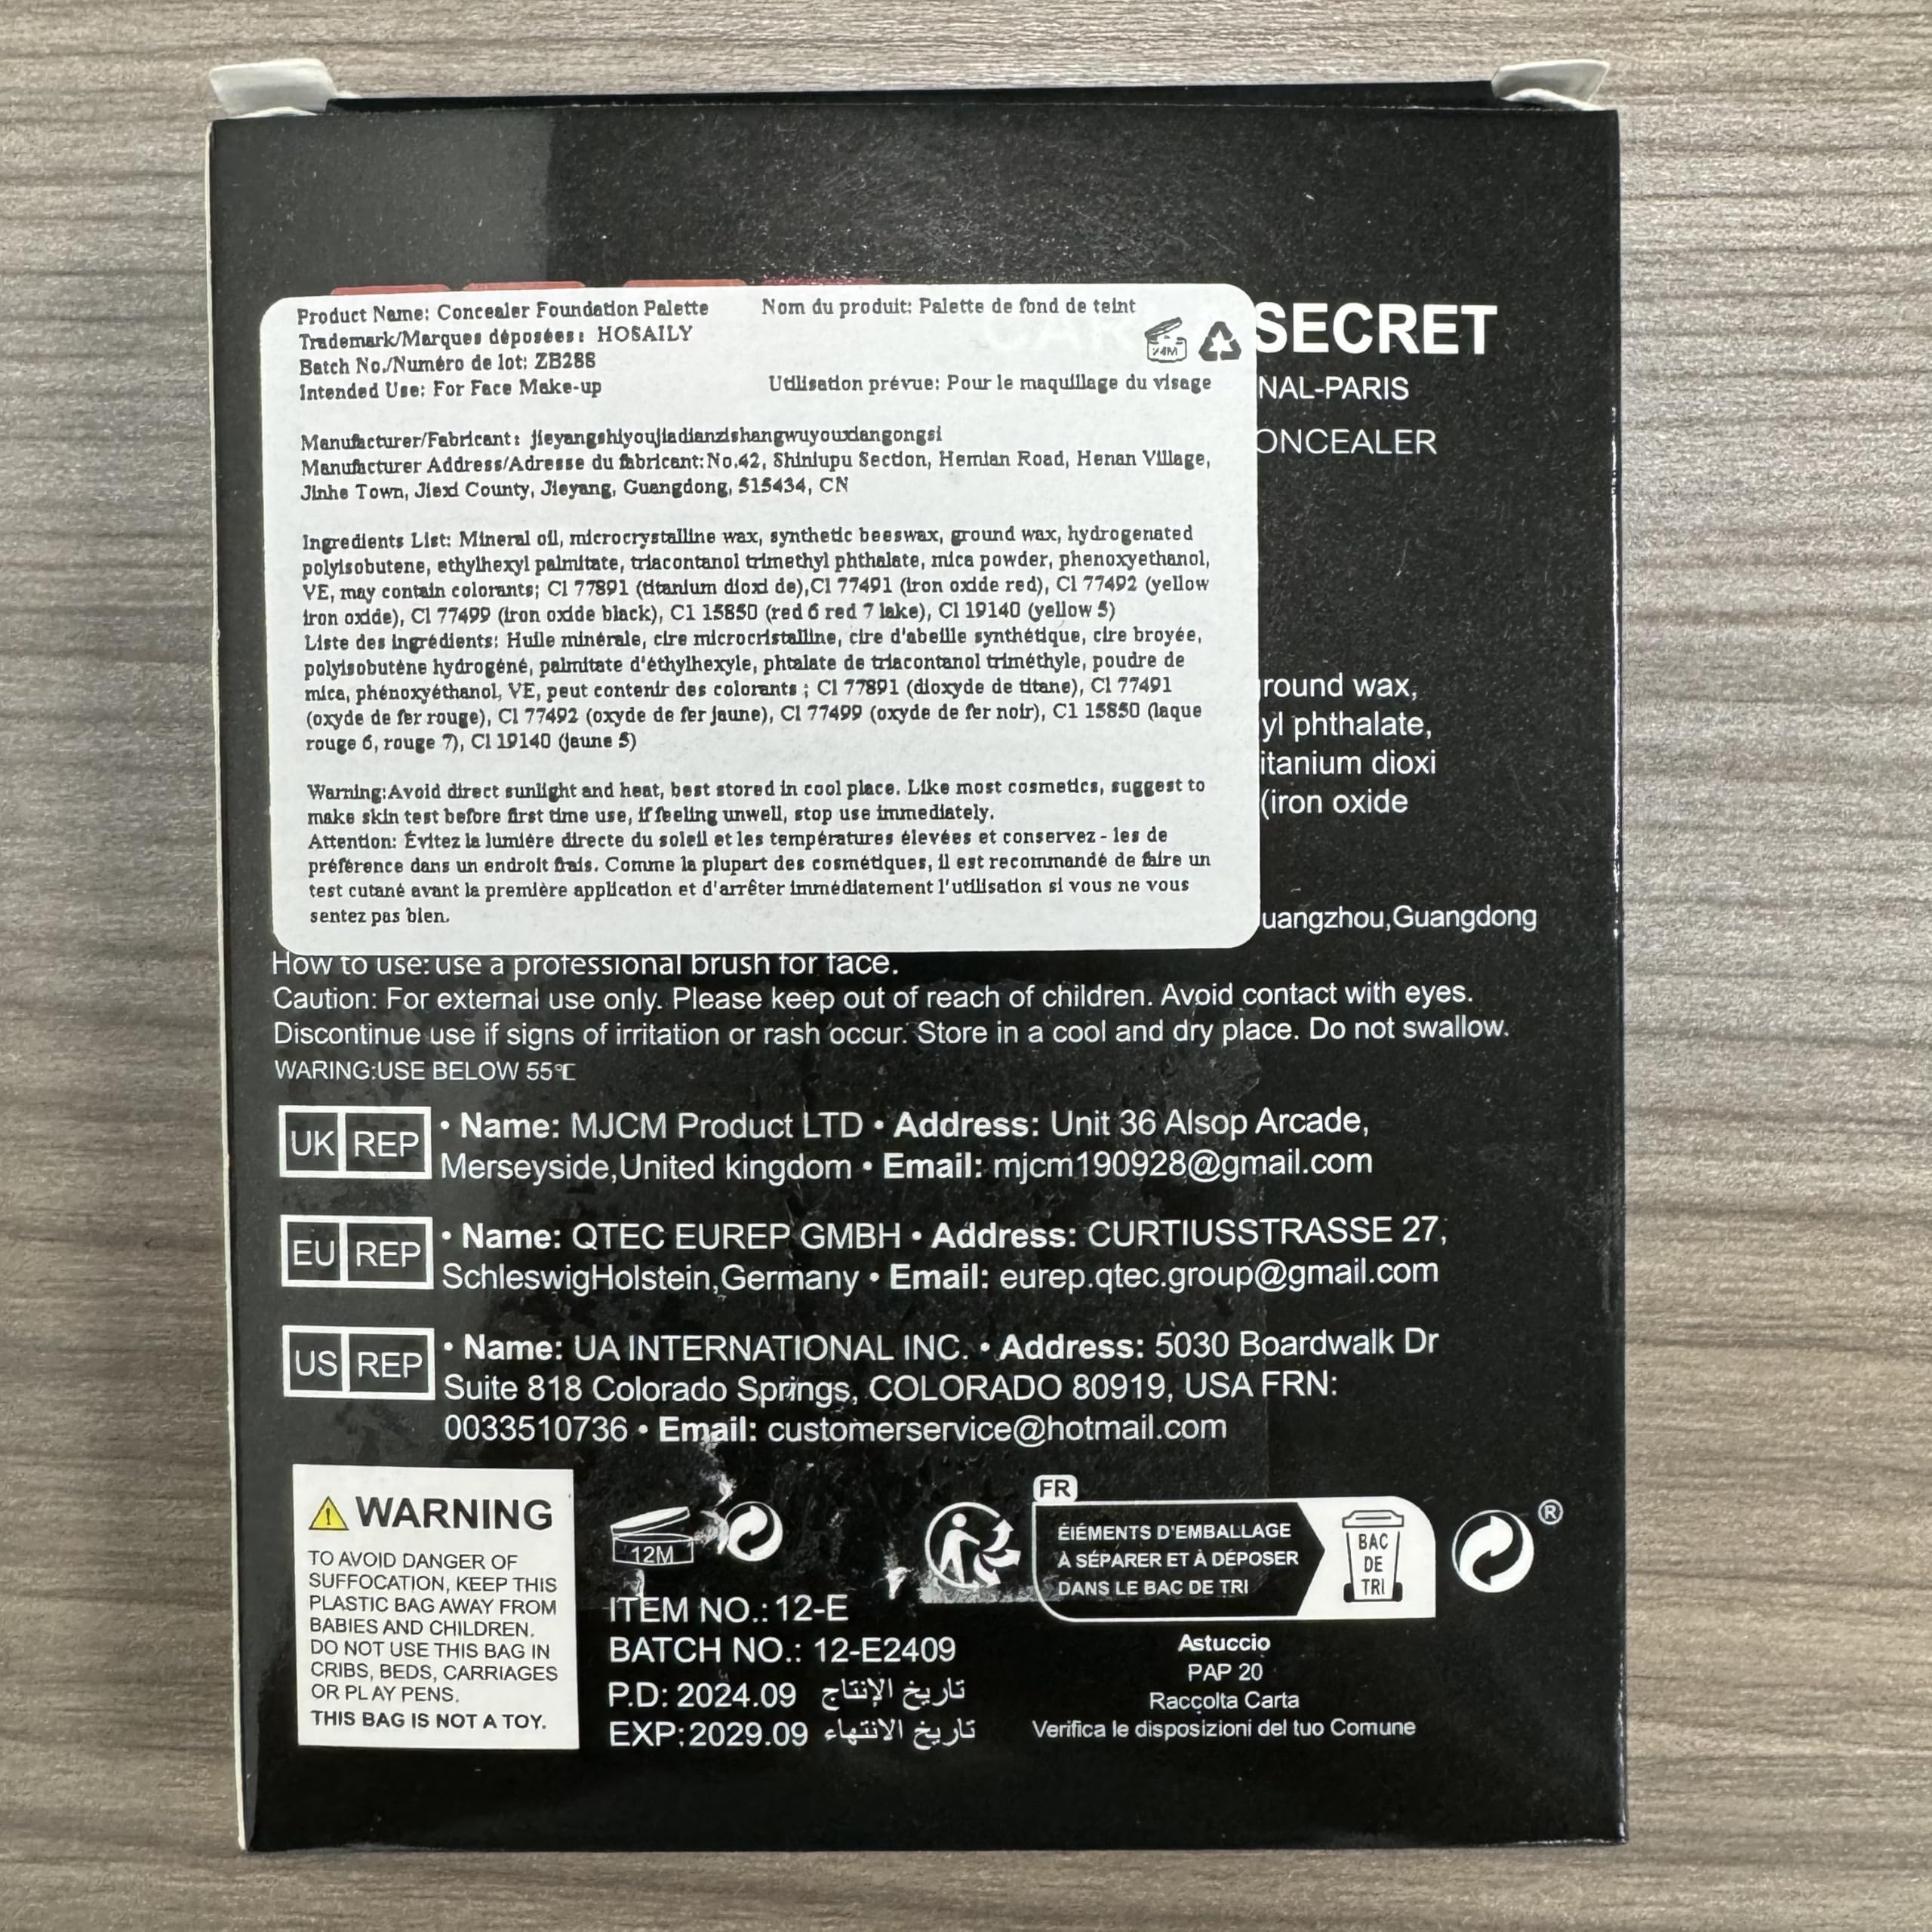 Product Name: Concealer Foundation Palette
Nom du produit: Palette de fond de teint
Trademark/Marques déposées: HOSAILY
Batch No./Numéro de lot: ZB288
24M
Intended Use: For Face Make-up
Utilisation prévue: Pour le maquillage du visage
Manufacturer/Fabricant: jieyangshiyoujiadianzishangwuyouxiangongsi
Manufacturer Address/Adresse du fabricant:No.42, Shiniupu Section, Hemian Road, Henan Village,
Jinhe Town, Jiexi County, Jieyang, Guangdong, 515434, CN
Ingredients List: Mineral oil, microcrystalline wax, synthetic beeswax, ground wax, hydrogenated
polyisobutene, ethylhexyl palmitate, triacontanol trimethyl phthalate, mica powder, phenoxyethanol,
VE, may contain colorants; Cl 77891 (titanium dioxi de),Cl 77491 (iron oxide red), Cl 77492 (yellow
iron oxide), Cl 77499 (iron oxide black), C1 15850 (red 6 red 7 lake), Cl 19140 (yellow 5)
Liste des ingrédients: Huile minérale, cire microcristalline, cire d'abeille synthétique, cire broyée,
polyisobutène hydrogéné, palmitate d'éthylhexyle, phtalate de triacontanol triméthyle, poudre de
mica, phénoxyéthanol, VE, peut contenir des colorants ; Cl 77891 (dioxyde de titane), Cl 77491
(oxyde de fer rouge), Cl 77492 (oxyde de fer jaune), Cl 77499 (oxyde de fer noir), C1 15850 (laque
rouge 6, rouge 7), Cl 19140 (jaune 5)
Warning:Avoid direct sunlight and heat, best stored in cool place. Like most cosmetics, suggest to
make skin test before first time use, if feeling unwell, stop use immediately.
Attention: Évitez la lumière directe du soleil et les températures élevées et conservez - les de
préférence dans un endroit frais. Comme la plupart des cosmétiques, il est recommandé de faire un
test cutané avant la première application et d'arrêter immédiatement l'utilisation si vous ne vous
sentez pas bien.
SECRET
NAL-PARIS
ONCEALER
round wax,
yl phthalate,
itanium dioxi
(iron oxide
uangzhou,Guangdong
How to use: use a professional brush for face.
Caution: For external use only. Please keep out of reach of children. Avoid contact with eyes.
Discontinue use if signs of irritation or rash occur. Store in a cool and dry place. Do not swallow.
WARING:USE BELOW 55℃
UK REP • Name: MJCM Product LTD • Address: Unit 36 Alsop Arcade,
Merseyside,United kingdom • Email: mjcm190928@gmail.com
EU REP • Name: QTEC EUREP GMBH • Address: CURTIUSSTRASSE 27,
SchleswigHolstein,Germany • Email: eurep.qtec.group@gmail.com
US REP • Name: UA INTERNATIONAL INC. • Address: 5030 Boardwalk Dr
Suite 818 Colorado Springs, COLORADO 80919, USA FRN:
0033510736 • Email: customerservice@hotmail.com
WARNING
TO AVOID DANGER OF
SUFFOCATION, KEEP THIS
PLASTIC BAG AWAY FROM
BABIES AND CHILDREN.
DO NOT USE THIS BAG IN
CRIBS, BEDS, CARRIAGES
OR PLAY PENS.
THIS BAG IS NOT A TOY.
12M
ITEM NO.: 12-E
BATCH NO.: 12-E2409
P.D: 2024.09 تاريخ الإنتاج
EXP: 2029.09 تاريخ الانتهاء
FR
ÉIÉMENTS D'EMBALLAGE
À SÉPARER ET À DÉPOSER
DANS LE BAC DE TRI
BAC
DE
TRI
®
Astuccio
PAP 20
Raccolta Carta
Verifica le disposizioni del tuo Comune